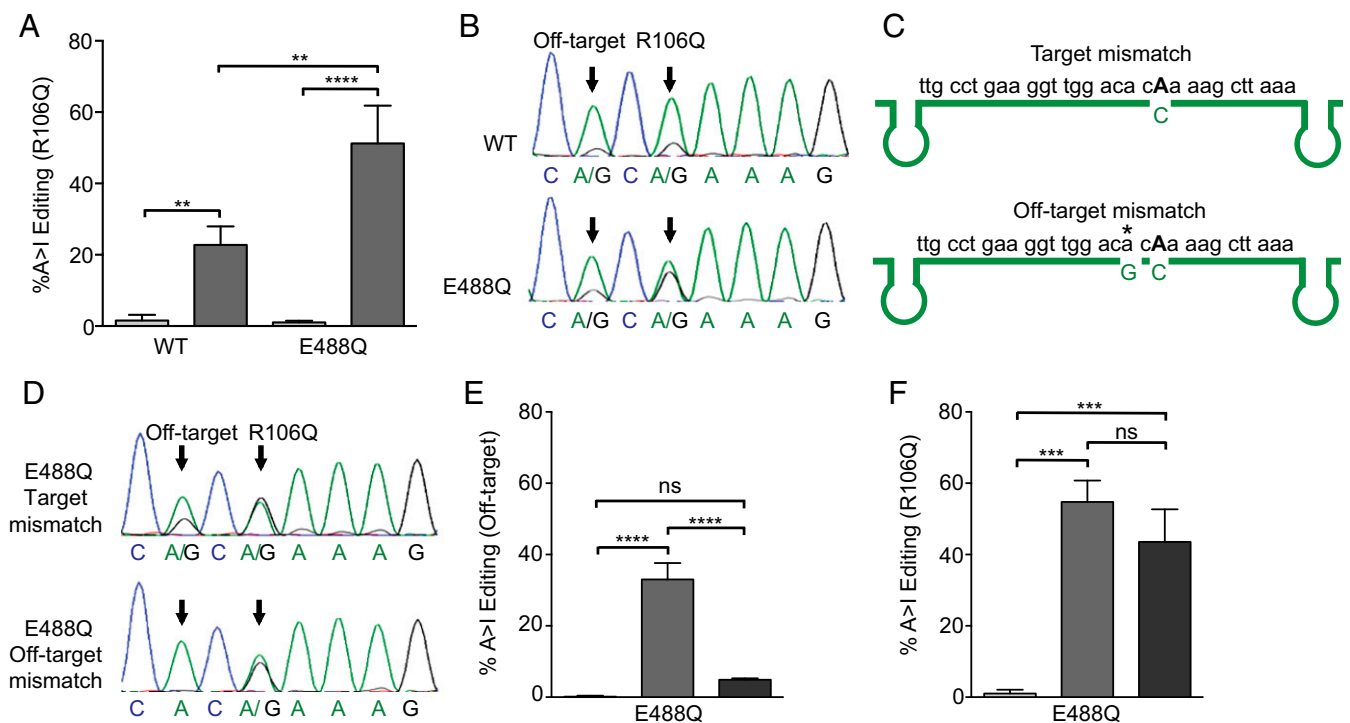 A
%A>I Editing (R106Q)
80
60
40
20
0
**
**
****
WT
E488Q
B
Off-target R106Q
WT
C A/G C A/G A A A G
E488Q
C A/G C A/G A A A G
C
Target mismatch
ttg cct gaa ggt tgg aca cAa aag ctt aaa
C
Off-target mismatch
*
ttg cct gaa ggt tgg aca cAa aag ctt aaa
G C
D
Off-target R106Q
E488Q
Target
mismatch
C A/G C A/G A A A G
E488Q
Off-target
mismatch
C A C A/G A A A G
E
% A>I Editing (Off-target)
80
60
40
20
0
ns
****
****
E488Q
F
% A>I Editing (R106Q)
80
60
40
20
0
***
ns
***
E488Q